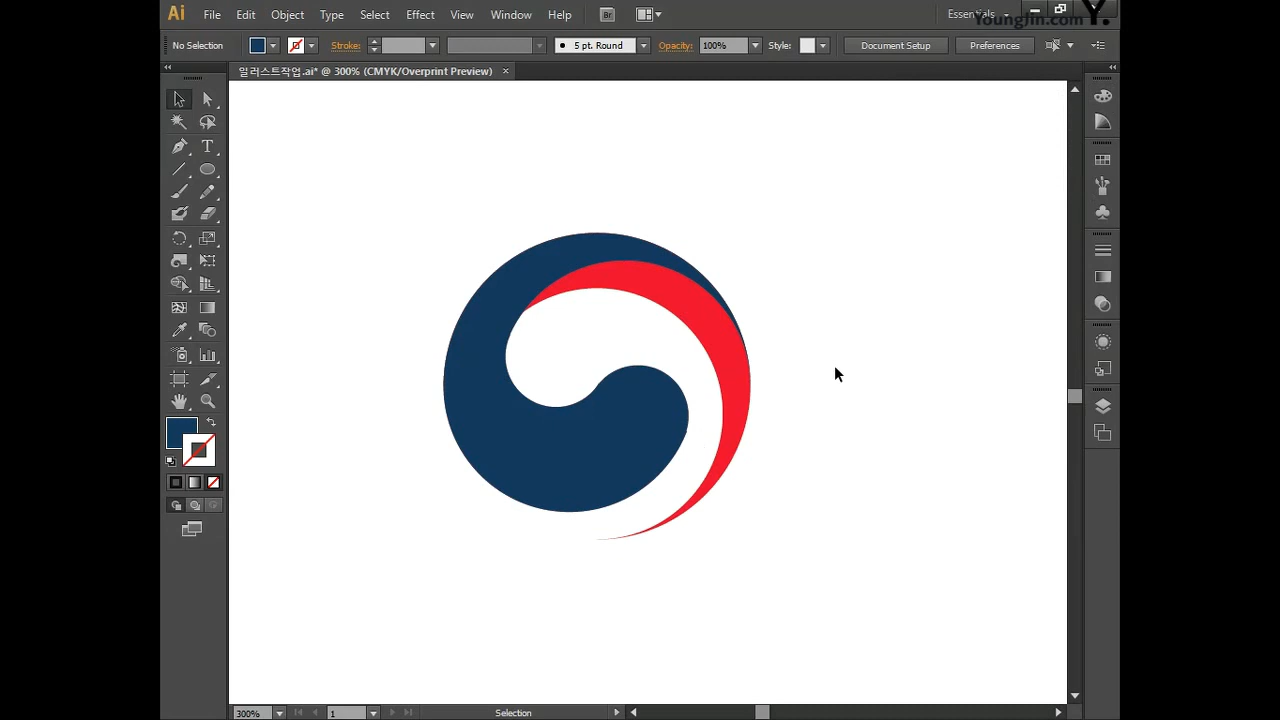 Ai File Edit Object Type Select Effect View Window Help Br Essentials
YoungJin.com Y.
No Selection Stroke: 5 pt. Round Opacity: 100% Style: Document Setup Preferences
일러스트작업.ai* @ 300% (CMYK/Overprint Preview) ×
T
300% 1 Selection